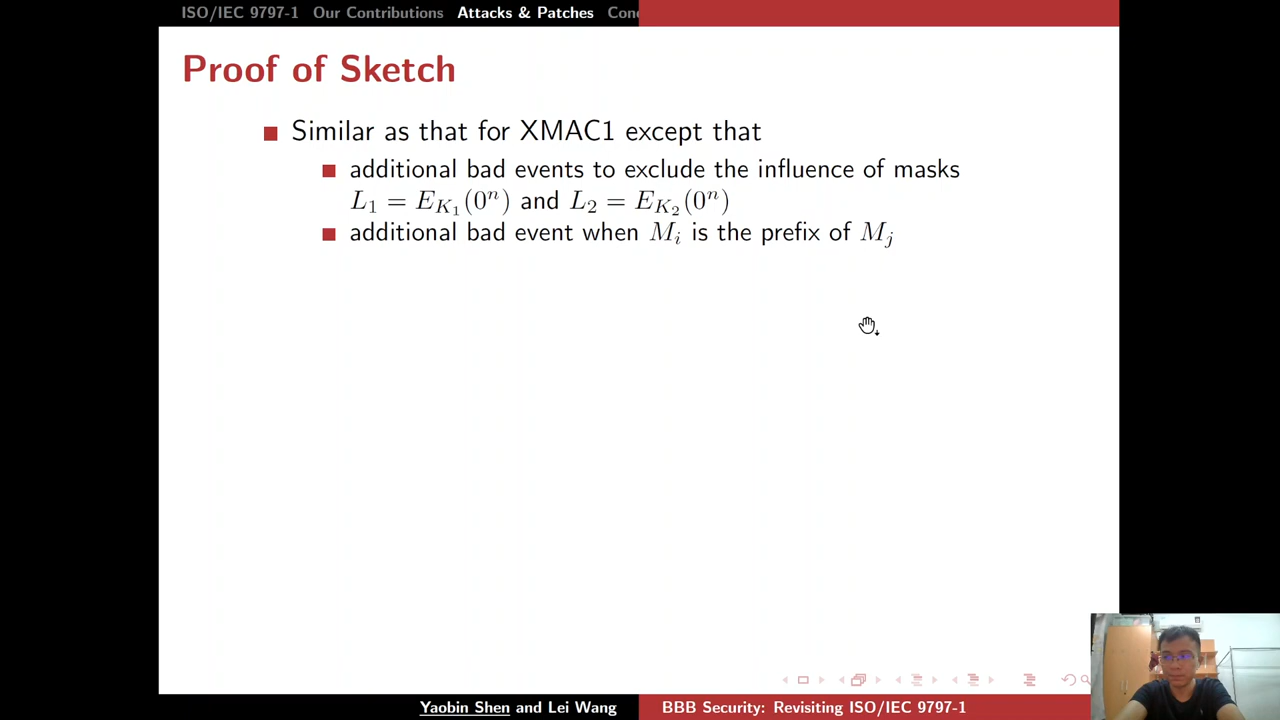 ISO/IEC 9797-1 Our Contributions Attacks & Patches Con
Proof of Sketch
Similar as that for XMAC1 except that
additional bad events to exclude the influence of masks
L₁ = E_{K₁}(0ⁿ) and L₂ = E_{K₂}(0ⁿ)
additional bad event when Mᵢ is the prefix of Mⱼ
Yaobin Shen and Lei Wang BBB Security: Revisiting ISO/IEC 9797-1